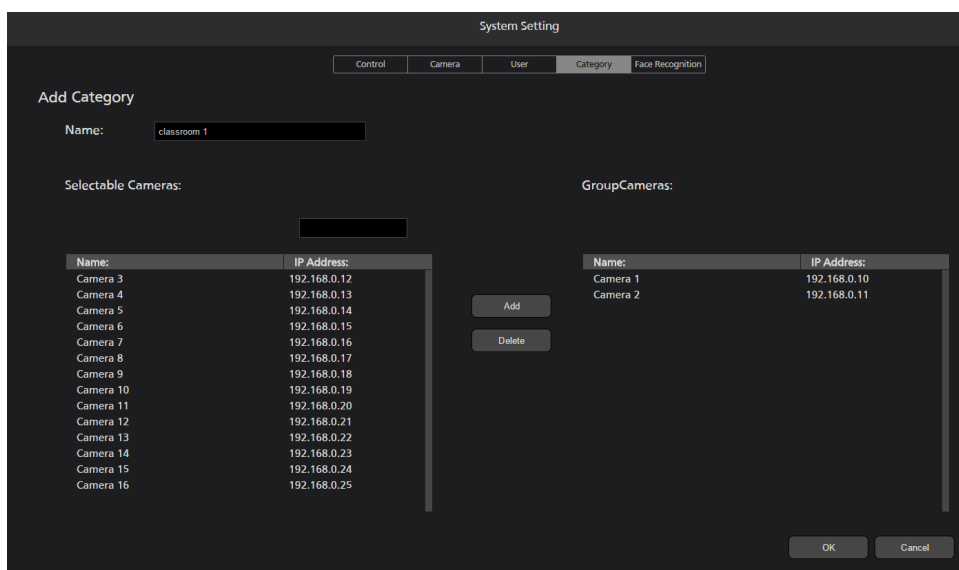 System Setting
Control Camera User Category Face Recognition
Add Category
Name: classroom 1
Selectable Cameras: GroupCameras:
Name: IP Address: Name: IP Address:
Camera 3 192.168.0.12 Camera 1 192.168.0.10
Camera 4 192.168.0.13 Camera 2 192.168.0.11
Camera 5 192.168.0.14
Add
Camera 6 192.168.0.15
Camera 7 192.168.0.16
Delete
Camera 8 192.168.0.17
Camera 9 192.168.0.18
Camera 10 192.168.0.19
Camera 11 192.168.0.20
Camera 12 192.168.0.21
Camera 13 192.168.0.22
Camera 14 192.168.0.23
Camera 15 192.168.0.24
Camera 16 192.168.0.25
OK Cancel